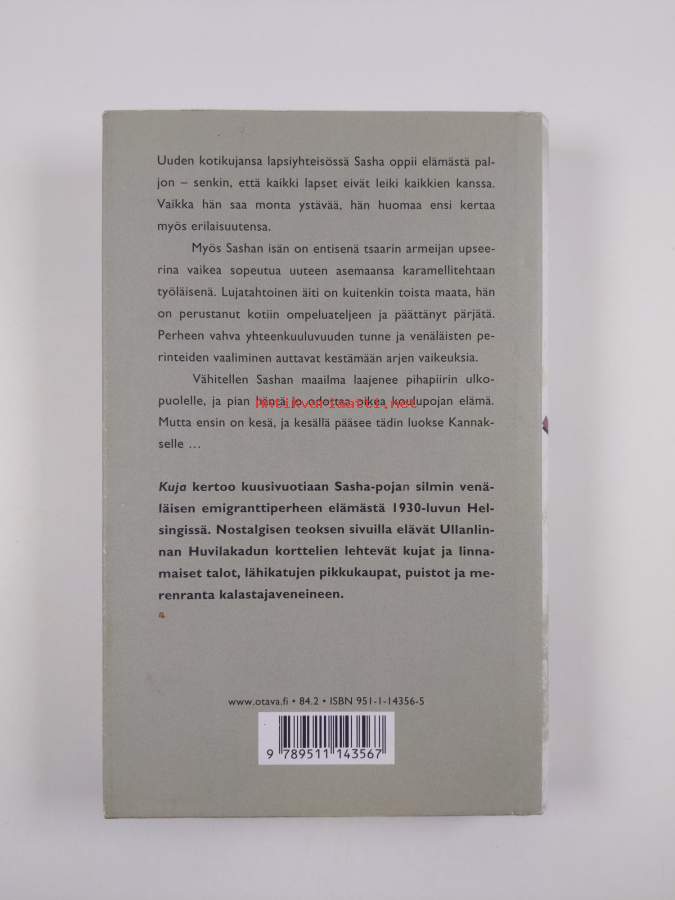 Uuden kotikujansa lapsiyhteisössä Sasha oppii elämästä pal-
jon – senkin, että kaikki lapset eivät leiki kaikkien kanssa.
Vaikka hän saa monta ystävää, hän huomaa ensi kertaa
myös erilaisuutensa.
Myös Sashan isän on entisenä tsaarin armeijan upsee-
rina vaikea sopeutua uuteen asemaansa karamellitehtaan
työläisenä. Lujatahtoinen äiti on kuitenkin toista maata, hän
on perustanut kotiin ompeluateljeen ja päättänyt pärjätä.
Perheen vahva yhteenkuuluvuuden tunne ja venäläisten pe-
rinteiden vaaliminen auttavat kestämään arjen vaikeuksia.
Vähitellen Sashan maailma laajenee pihapiirin ulko-
puolelle, ja pian häntä jo odottaa oikea koulupojan elämä.
Antikvariaatti.net
Mutta ensin on kesä, ja kesällä pääsee tädin luokse Kannak-
selle ...
Kuja kertoo kuusivuotiaan Sasha-pojan silmin venä-
läisen emigranttiperheen elämästä 1930-luvun Hel-
singissä. Nostalgisen teoksen sivuilla elävät Ullanlin-
nan Huvilakadun korttelien lehtevät kujat ja linna-
maiset talot, lähikatujen pikkukaupat, puistot ja me-
renranta kalastajaveneineen.
www.otava.fi • 84.2 • ISBN 951-1-14356-5
9 789511 143567